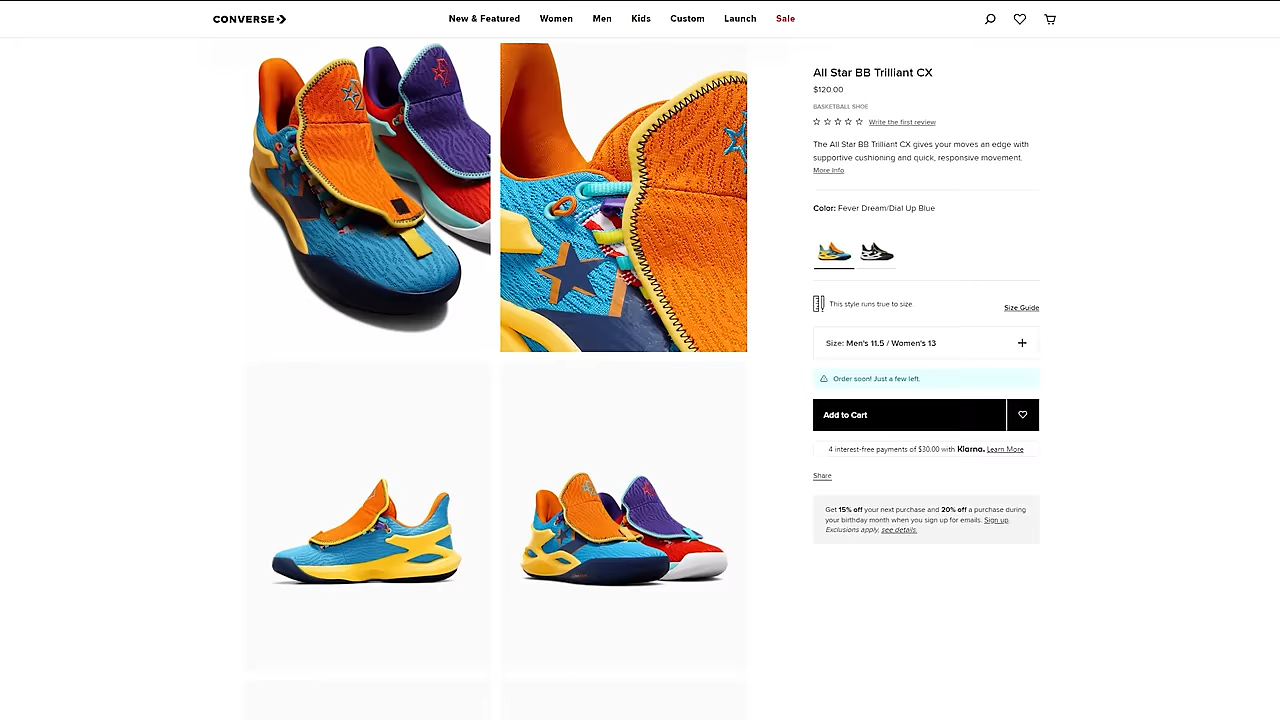 CONVERSE
New & Featured Women Men Kids Custom Launch Sale
All Star BB Trilliant CX
$120.00
BASKETBALL SHOE
Write the first review
The All Star BB Trilliant CX gives your moves an edge with
supportive cushioning and quick, responsive movement.
More Info
Color: Fever Dream/Dial Up Blue
This style runs true to size.
Size Guide
Size: Men's 11.5 / Women's 13
Order soon! Just a few left.
Add to Cart
4 interest-free payments of $30.00 with Klarna. Learn More
Share
Get 15% off your next purchase and 20% off a purchase during
your birthday month when you sign up for emails. Sign up.
Exclusions apply, see details.